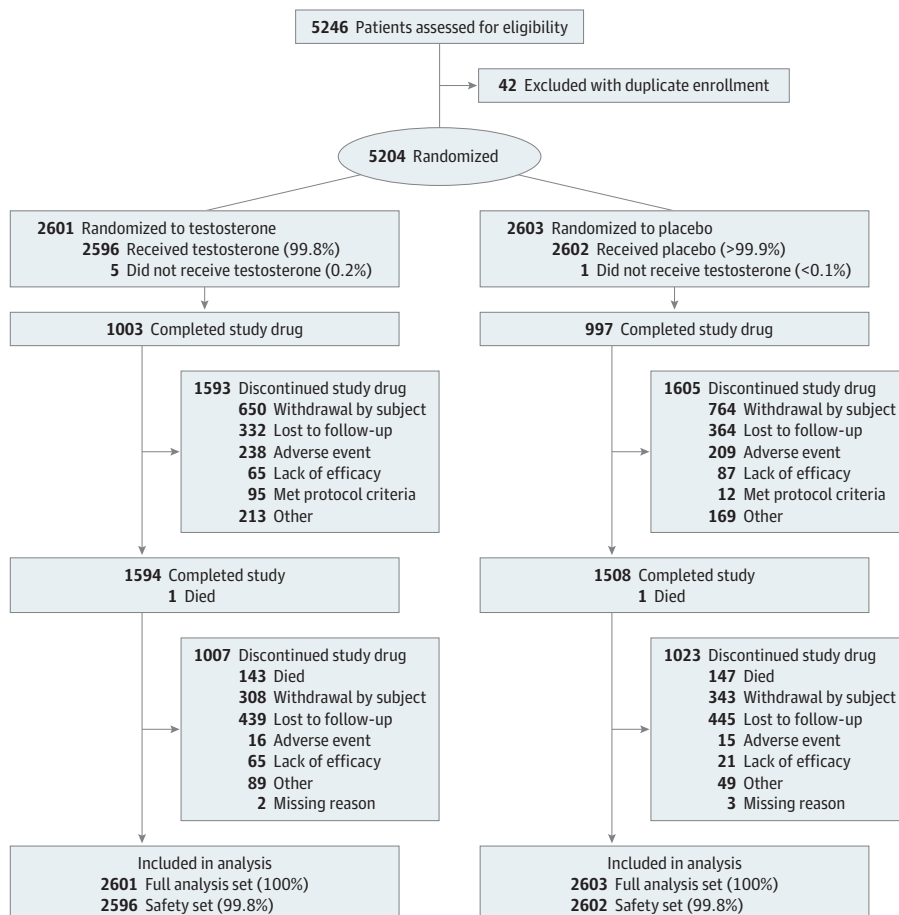 5246 Patients assessed for eligibility
42 Excluded with duplicate enrollment
5204 Randomized
2601 Randomized to testosterone
2596 Received testosterone (99.8%)
5 Did not receive testosterone (0.2%)
2603 Randomized to placebo
2602 Received placebo (>99.9%)
1 Did not receive testosterone (<0.1%)
1003 Completed study drug
997 Completed study drug
1593 Discontinued study drug
650 Withdrawal by subject
332 Lost to follow-up
238 Adverse event
65 Lack of efficacy
95 Met protocol criteria
213 Other
1605 Discontinued study drug
764 Withdrawal by subject
364 Lost to follow-up
209 Adverse event
87 Lack of efficacy
12 Met protocol criteria
169 Other
1594 Completed study
1 Died
1508 Completed study
1 Died
1007 Discontinued study drug
143 Died
308 Withdrawal by subject
439 Lost to follow-up
16 Adverse event
65 Lack of efficacy
89 Other
2 Missing reason
1023 Discontinued study drug
147 Died
343 Withdrawal by subject
445 Lost to follow-up
15 Adverse event
21 Lack of efficacy
49 Other
3 Missing reason
Included in analysis
2601 Full analysis set (100%)
2596 Safety set (99.8%)
Included in analysis
2603 Full analysis set (100%)
2602 Safety set (99.8%)